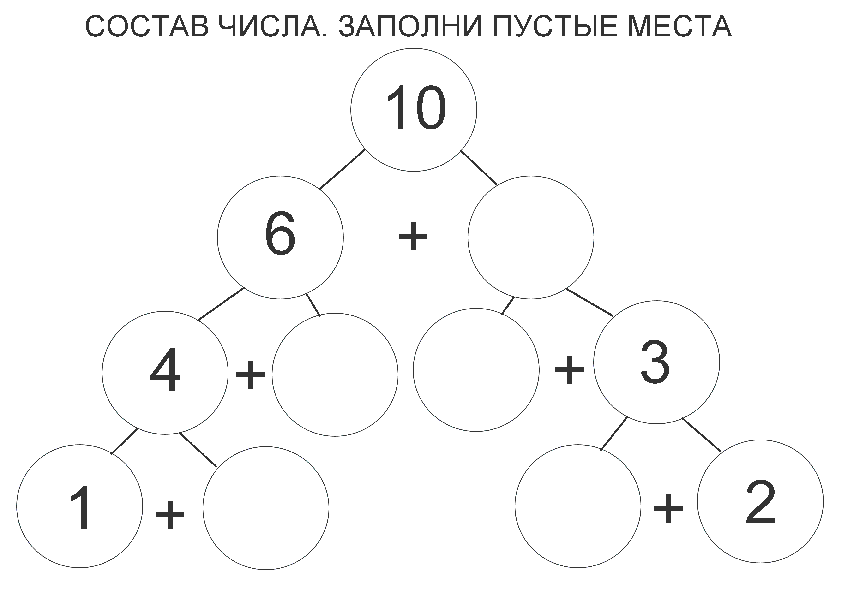 СОСТАВ ЧИСЛА. ЗАПОЛНИ ПУСТЫЕ МЕСТА
10
6 +
4 + + 3
1 + + 2